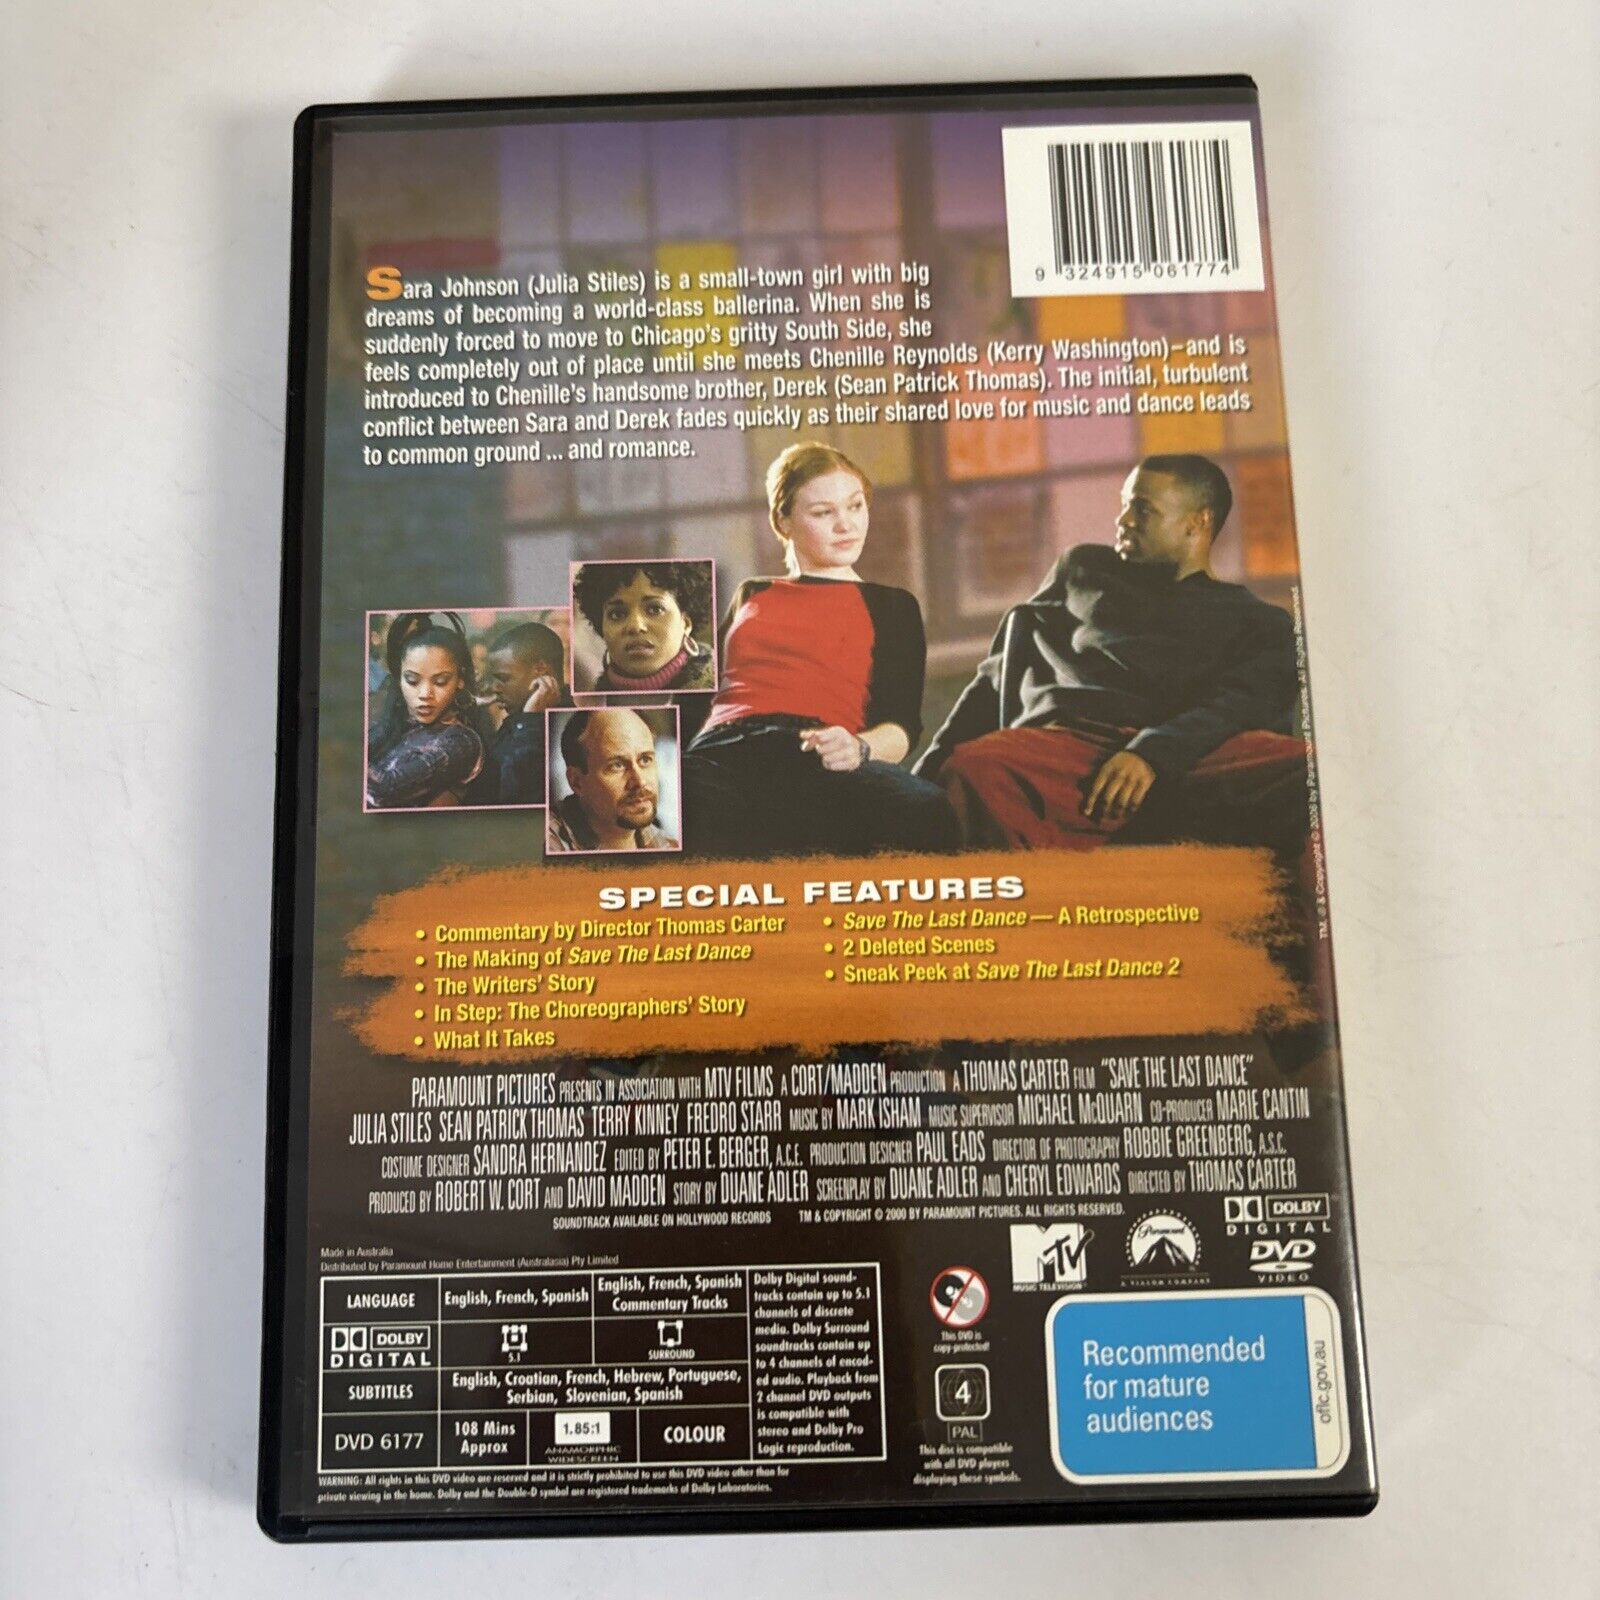 9 324915 061774
Sara Johnson (Julia Stiles) is a small-town girl with big
dreams of becoming a world-class ballerina. When she is
suddenly forced to move to Chicago's gritty South Side, she
feels completely out of place until she meets Chenille Reynolds (Kerry Washington)–and is
introduced to Chenille's handsome brother, Derek (Sean Patrick Thomas). The initial, turbulent
conflict between Sara and Derek fades quickly as their shared love for music and dance leads
to common ground ... and romance.
TM, ® & Copyright © 2006 by Paramount Pictures. All Rights Reserved.
SPECIAL FEATURES
• Commentary by Director Thomas Carter
• The Making of Save The Last Dance
• The Writers' Story
• In Step: The Choreographers' Story
• What It Takes
• Save The Last Dance — A Retrospective
• 2 Deleted Scenes
• Sneak Peek at Save The Last Dance 2
PARAMOUNT PICTURES PRESENTS IN ASSOCIATION WITH MTV FILMS A CORT/MADDEN PRODUCTION A THOMAS CARTER FILM "SAVE THE LAST DANCE"
JULIA STILES SEAN PATRICK THOMAS TERRY KINNEY FREDRO STARR MUSIC BY MARK ISHAM MUSIC SUPERVISOR MICHAEL McQUARN CO-PRODUCER MARIE CANTIN
COSTUME DESIGNER SANDRA HERNANDEZ EDITED BY PETER E. BERGER, A.C.E. PRODUCTION DESIGNER PAUL EADS DIRECTOR OF PHOTOGRAPHY ROBBIE GREENBERG, A.S.C.
PRODUCED BY ROBERT W. CORT AND DAVID MADDEN STORY BY DUANE ADLER SCREENPLAY BY DUANE ADLER AND CHERYL EDWARDS DIRECTED BY THOMAS CARTER
SOUNDTRACK AVAILABLE ON HOLLYWOOD RECORDS TM & COPYRIGHT © 2000 BY PARAMOUNT PICTURES. ALL RIGHTS RESERVED.
MTV
MUSIC TELEVISION
Paramount
A VIACOM COMPANY
DOLBY
DIGITAL
DVD
VIDEO
Made in Australia
Distributed by Paramount Home Entertainment (Australasia) Pty Limited
LANGUAGE
English, French, Spanish
English, French, Spanish
Commentary Tracks
DOLBY
DIGITAL
5.1
SURROUND
SUBTITLES
English, Croatian, French, Hebrew, Portuguese,
Serbian, Slovenian, Spanish
DVD 6177
108 Mins
Approx
1.85:1
ANAMORPHIC
WIDESCREEN
COLOUR
Dolby Digital sound-
tracks contain up to 5.1
channels of discrete
media. Dolby Surround
soundtracks contain up
to 4 channels of encod-
ed audio. Playback from
2 channel DVD outputs
is compatible with
stereo and Dolby Pro
Logic reproduction.
This DVD is
copy-protected!
4
PAL
This disc is compatible
with all DVD players
displaying these symbols.
Recommended
for mature
audiences
oflc.gov.au
WARNING: All rights in this DVD video are reserved and it is strictly prohibited to use this DVD video other than for
private viewing in the home. Dolby and the Double-D symbol are registered trademarks of Dolby Laboratories.